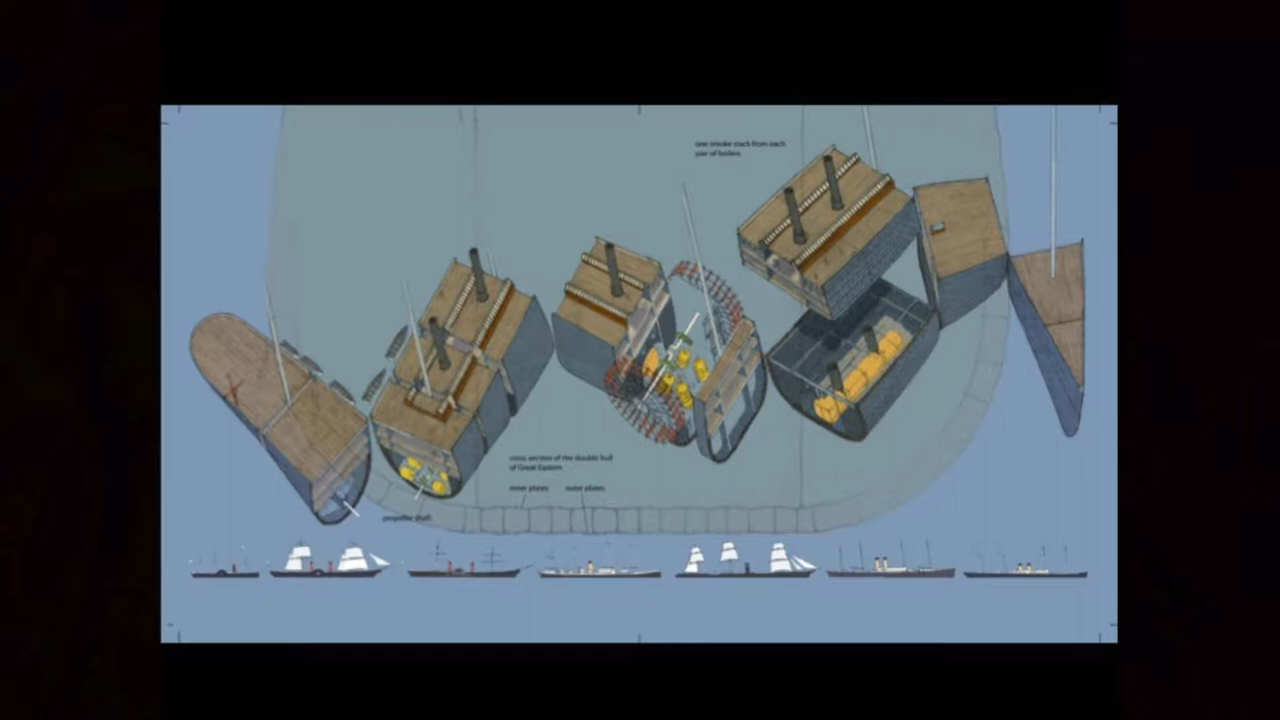 one smoke stack from each
pair of boilers
cross section of the double hull
of Great Eastern
inner plates outer plates
propeller shaft